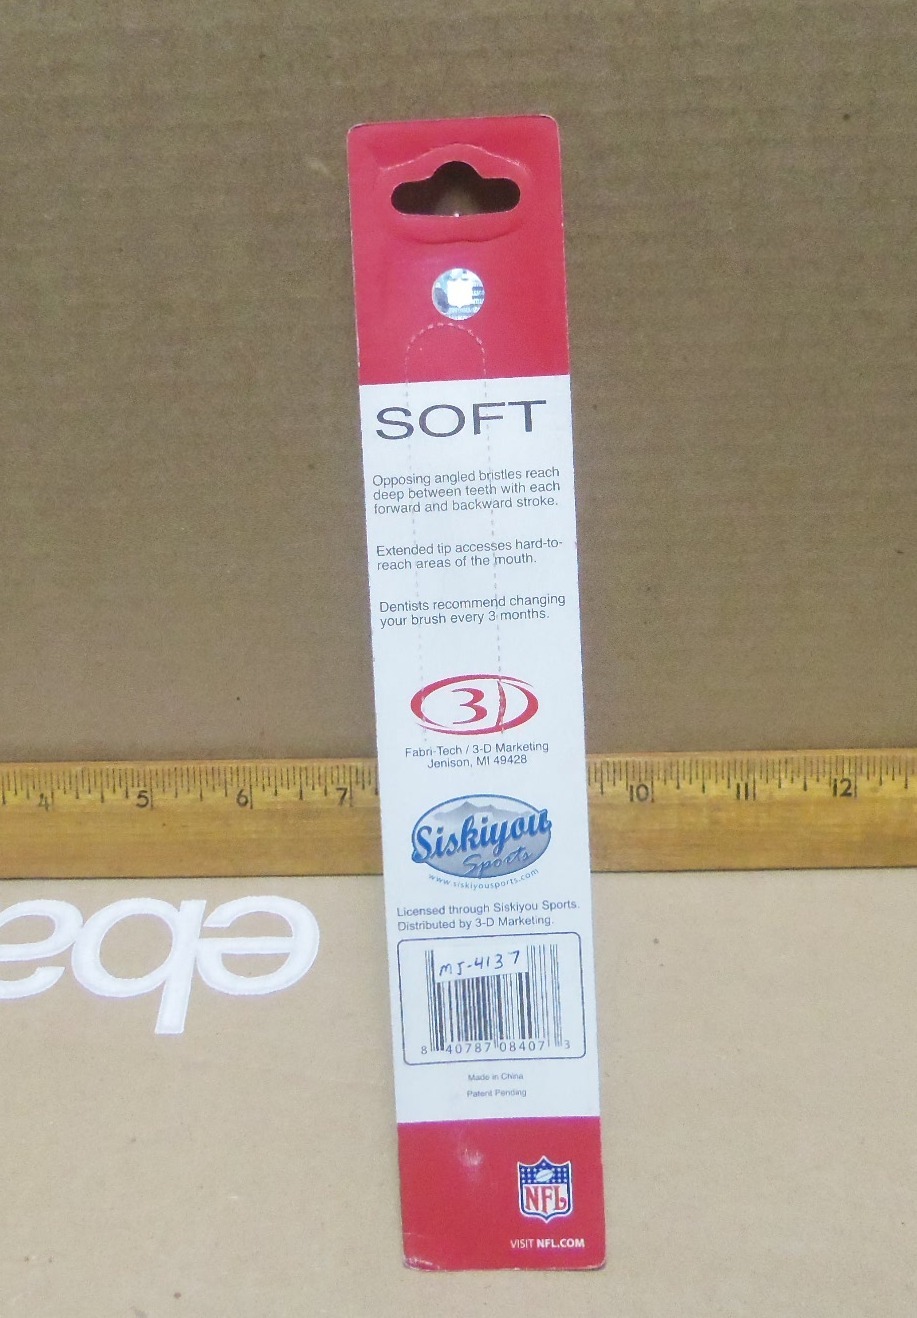 SOFT
Opposing angled bristles reach
deep between teeth with each
forward and backward stroke.
Extended tip accesses hard-to-
reach areas of the mouth.
Dentists recommend changing
your brush every 3 months.
3D
Fabri-Tech / 3-D Marketing
Jenison, MI 49428
4 5 6 7 10 11 12
Siskiyou
Sports
www.siskiyousports.com
Licensed through Siskiyou Sports.
Distributed by 3-D Marketing.
eba
MJ-4137
8 40787 08407 3
Made in China
Patent Pending
NFL
VISIT NFL.COM